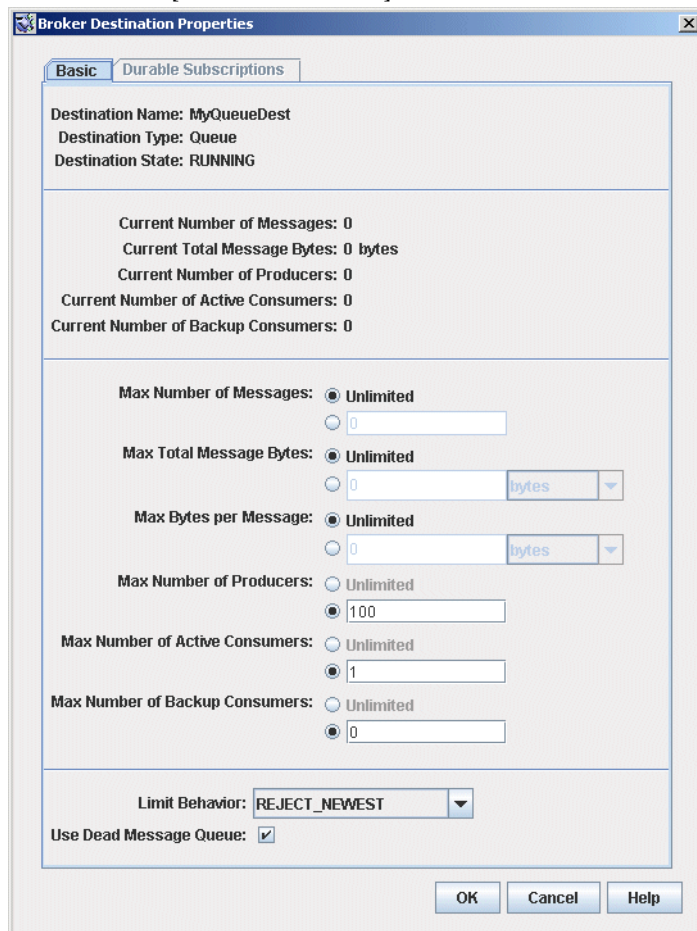 Broker Destination Properties
Basic Durable Subscriptions
Destination Name: MyQueueDest
Destination Type: Queue
Destination State: RUNNING
Current Number of Messages: 0
Current Total Message Bytes: 0 bytes
Current Number of Producers: 0
Current Number of Active Consumers: 0
Current Number of Backup Consumers: 0
Max Number of Messages: Unlimited
0
Max Total Message Bytes: Unlimited
0 bytes
Max Bytes per Message: Unlimited
0 bytes
Max Number of Producers: Unlimited
100
Max Number of Active Consumers: Unlimited
1
Max Number of Backup Consumers: Unlimited
0
Limit Behavior: REJECT_NEWEST
Use Dead Message Queue:
OK Cancel Help